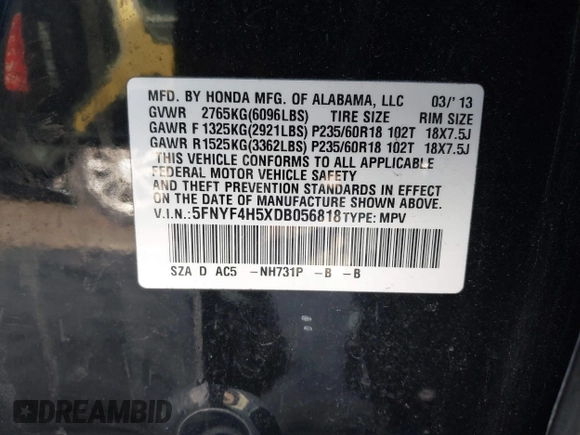 MFD. BY HONDA MFG. OF ALABAMA, LLC 03/'13
GVWR 2765KG(6096LBS) TIRE SIZE RIM SIZE
GAWR F 1325KG(2921LBS) P235/60R18 102T 18X7.5J
GAWR R1525KG(3362LBS) P235/60R18 102T 18X7.5J
THIS VEHICLE CONFORMS TO ALL APPLICABLE
FEDERAL MOTOR VEHICLE SAFETY
AND THEFT PREVENTION STANDARDS IN EFFECT
ON THE DATE OF MANUFACTURE SHOWN ABOVE.
V.I.N.:5FNYF4H5XDB056818TYPE: MPV
SZA D AC5 -NH731P -B -B
DREAMBID